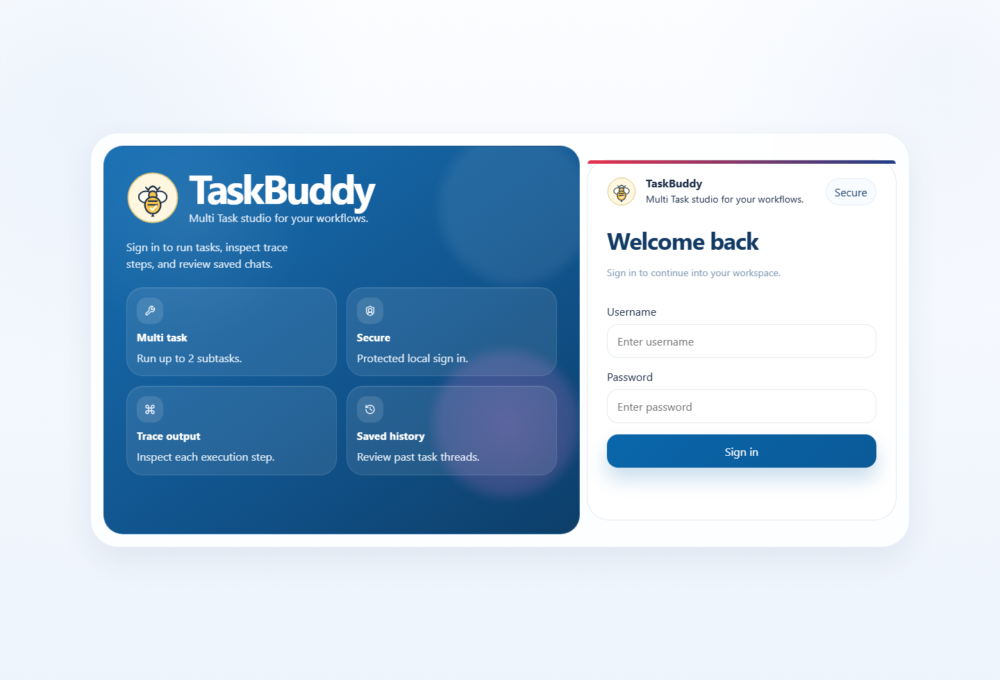 TaskBuddy
Multi Task studio for your workflows.
Sign in to run tasks, inspect trace
steps, and review saved chats.
Multi task
Run up to 2 subtasks.
Secure
Protected local sign in.
Trace output
Inspect each execution step.
Saved history
Review past task threads.
TaskBuddy
Multi Task studio for your workflows.
Secure
Welcome back
Sign in to continue into your workspace.
Username
Enter username
Password
Enter password
Sign in